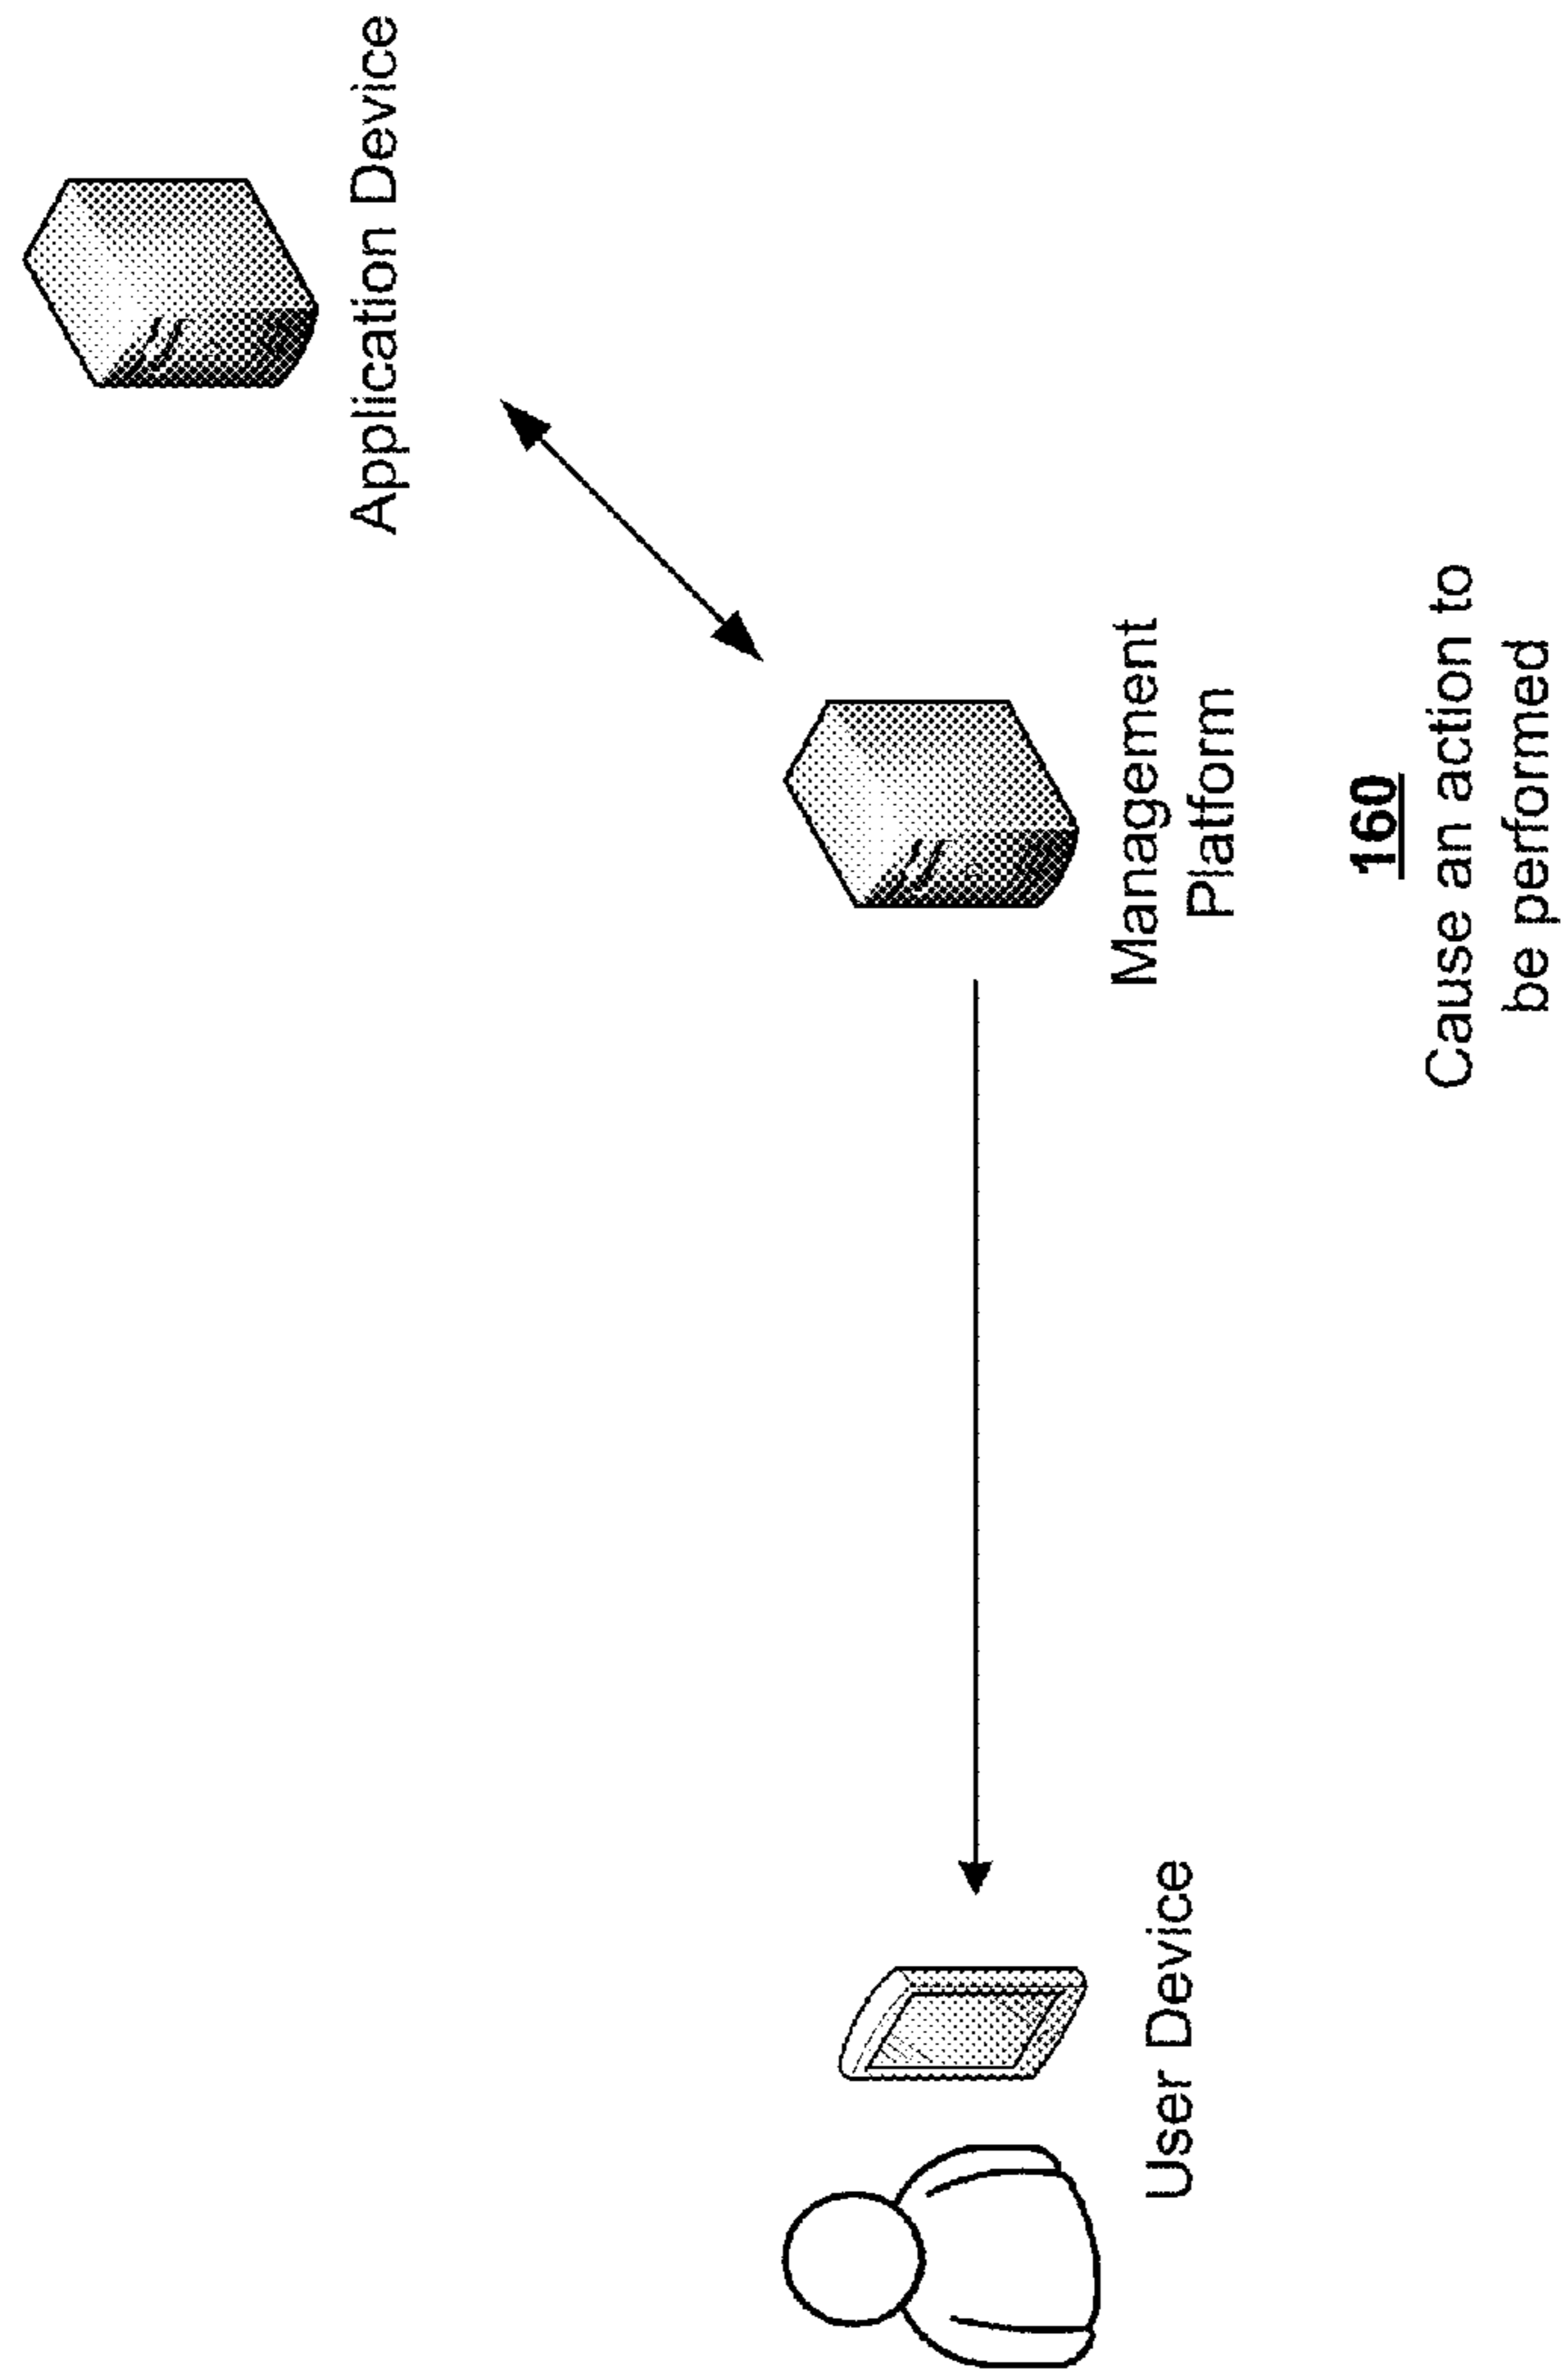 Application Device
User Device
Management
Platform
160
Cause an action to
be performed